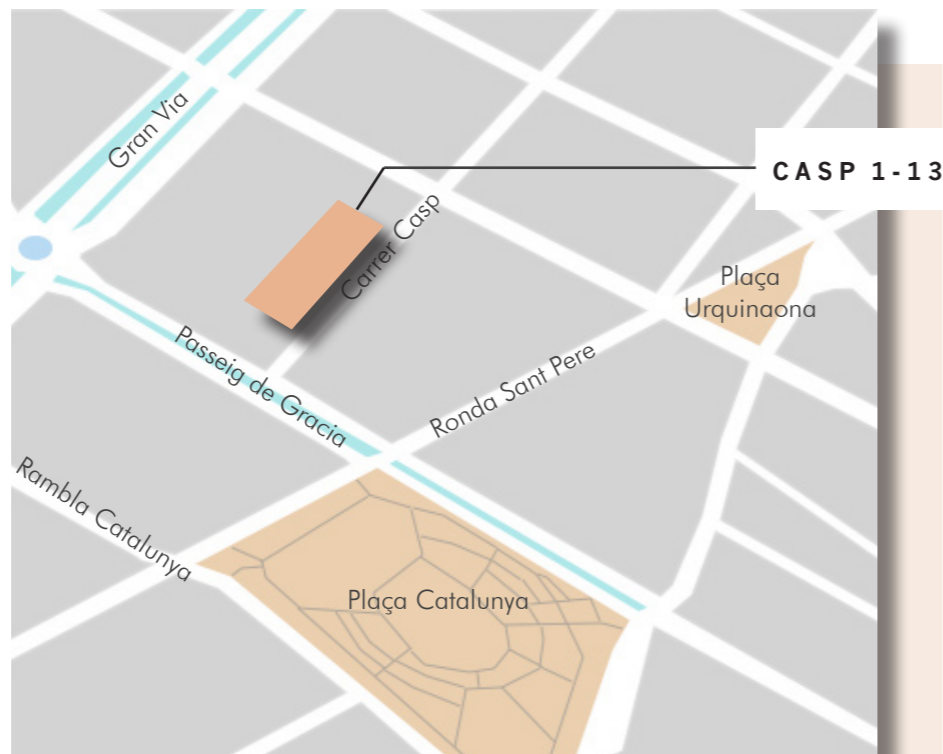 Gran Via
CASP 1-13
Carrer Casp
Plaça
Urquinaona
Passeig de Gracia
Ronda Sant Pere
Rambla Catalunya
Plaça Catalunya